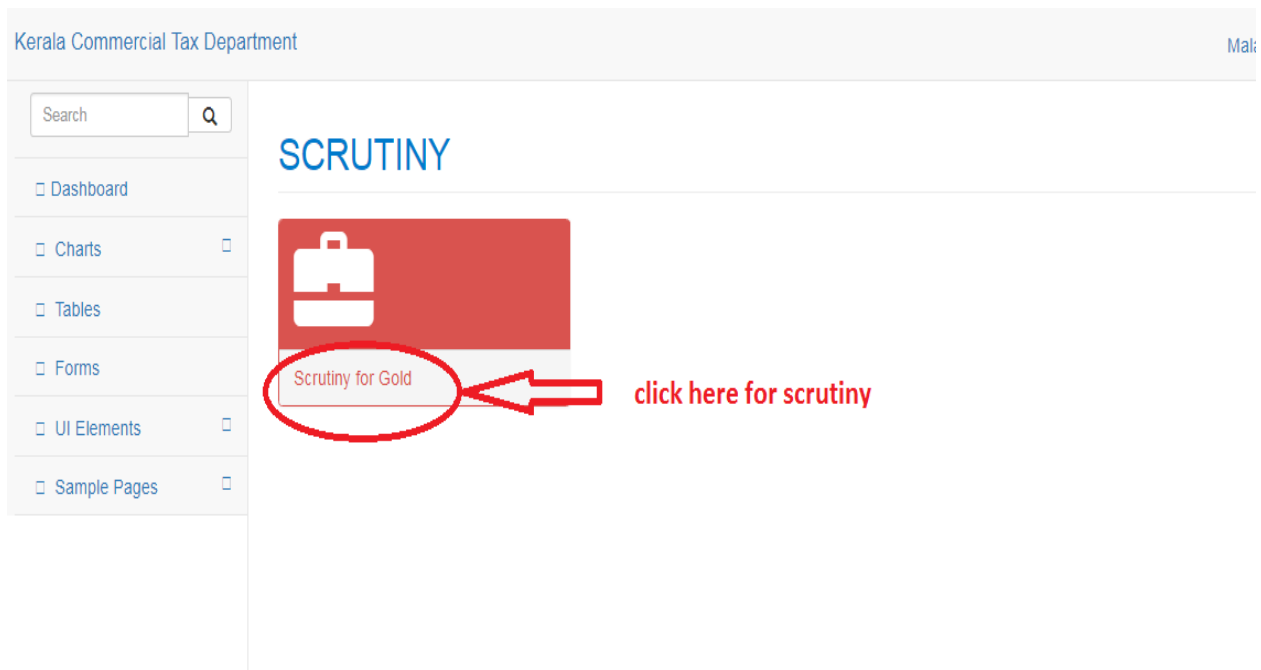 Kerala Commercial Tax Department
Search
SCRUTINY
Dashboard
Charts
Tables
Forms
UI Elements
Sample Pages
Scrutiny for Gold
click here for scrutiny